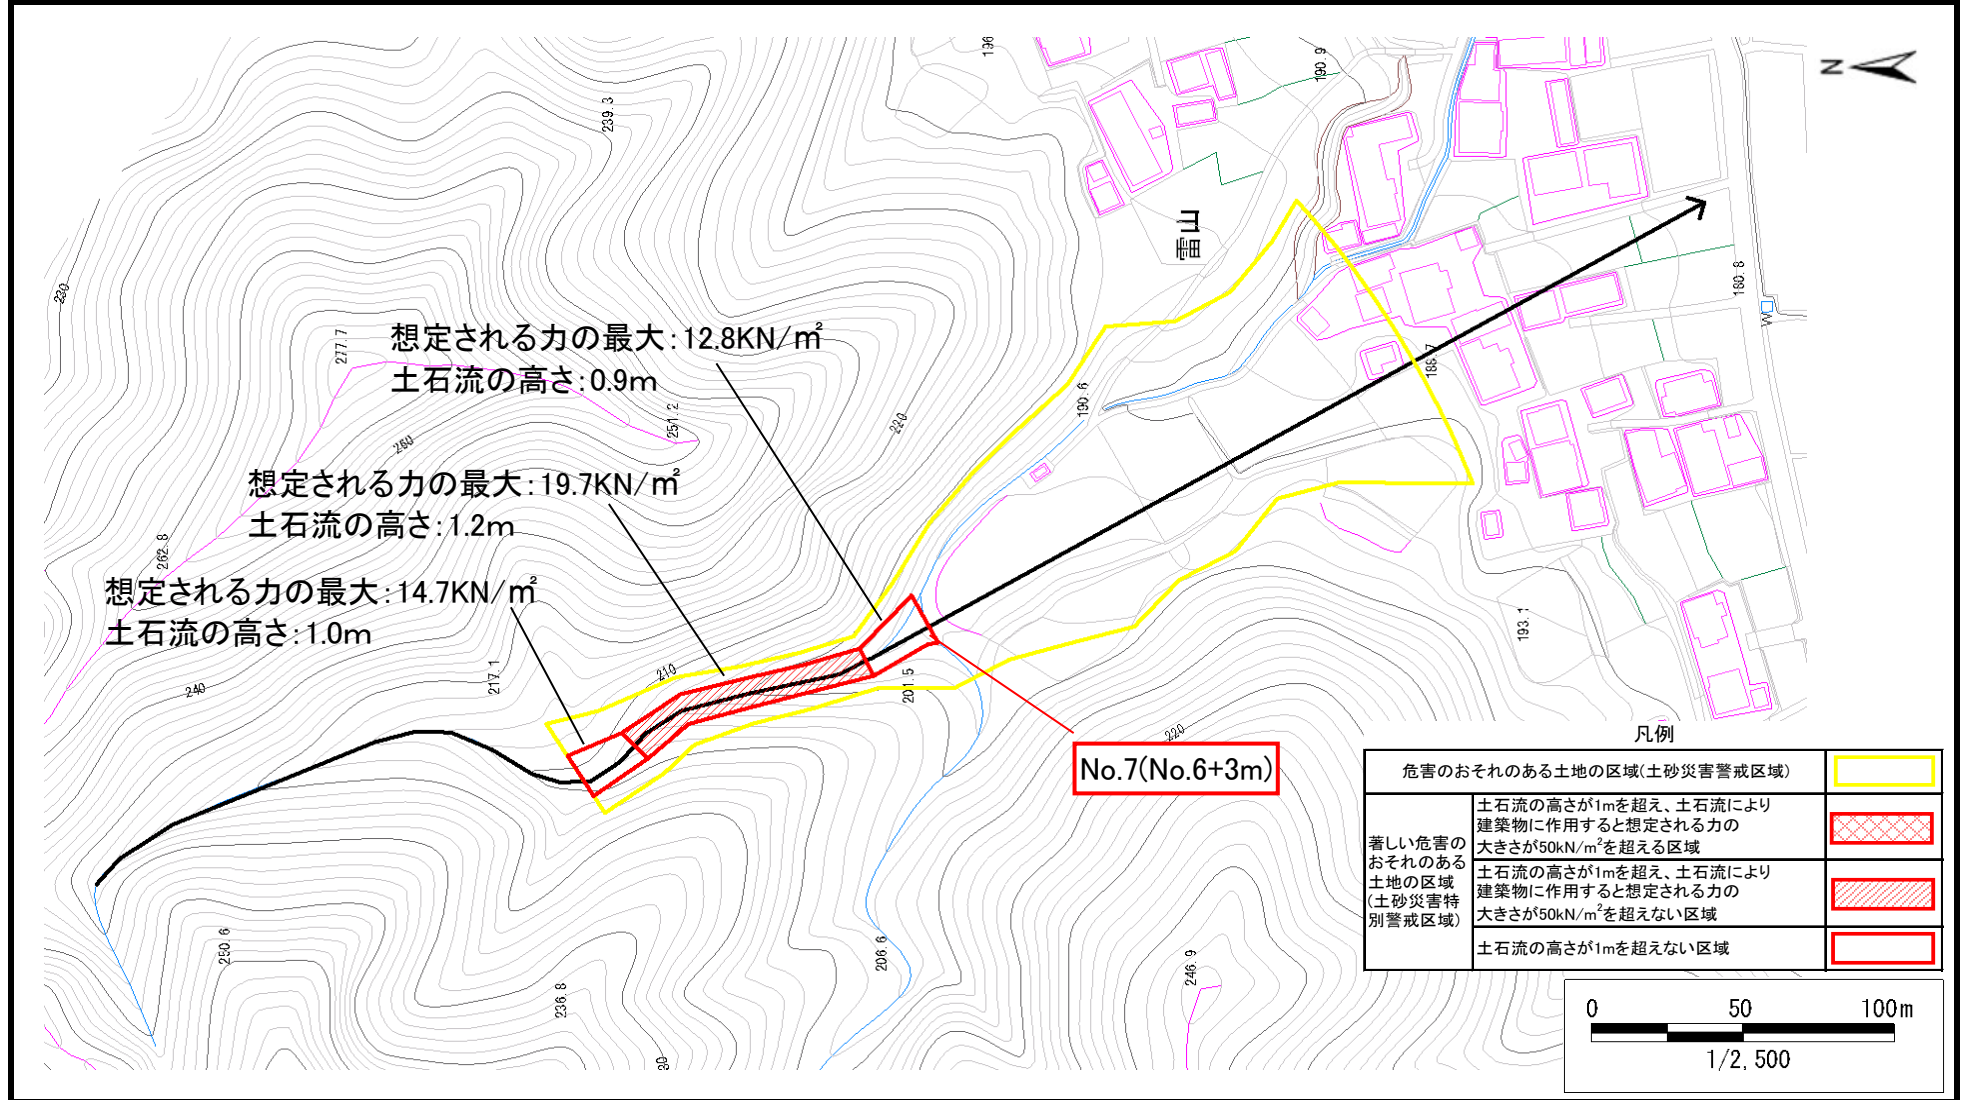 N
196
190.9
239.3
雷山
230
180.8
W
277.7
想定される力の最大:12.8KN/㎡
土石流の高さ:0.9m
188.7
190.6
251.2
220
260
想定される力の最大:19.7KN/㎡
土石流の高さ:1.2m
262.8
想定される力の最大:14.7KN/㎡
土石流の高さ:1.0m
193.1
217.1
210
240
201.5
220
No.7(No.6+3m)
凡例
危害のおそれのある土地の区域(土砂災害警戒区域)
著しい危害の
おそれのある
土地の区域
(土砂災害特
別警戒区域)
土石流の高さが1mを超え、土石流により
建築物に作用すると想定される力の
大きさが50kN/m²を超える区域
土石流の高さが1mを超え、土石流により
建築物に作用すると想定される力の
大きさが50kN/m²を超えない区域
土石流の高さが1mを超えない区域
250.6
206.6
246.9
236.8
30
0 50 100m
1/2,500